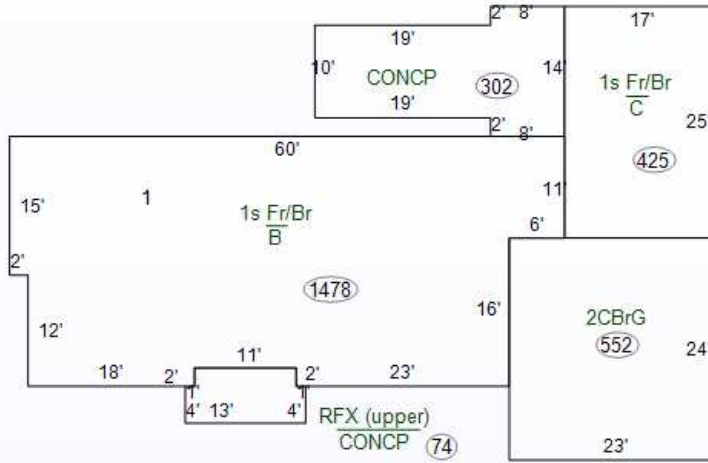 2' 8' 17'
19'
10' CONCP 302 14' 1s Fr/Br
C
19' 25'
2' 8'
60' 425
15' 1 1s Fr/Br 11'
B 6'
2' 1478
16' 2CBrG
12' 552 24'
11'
18' 2' 2' 23'
4' 13' 4' RFX (upper)
CONCP 74 23'